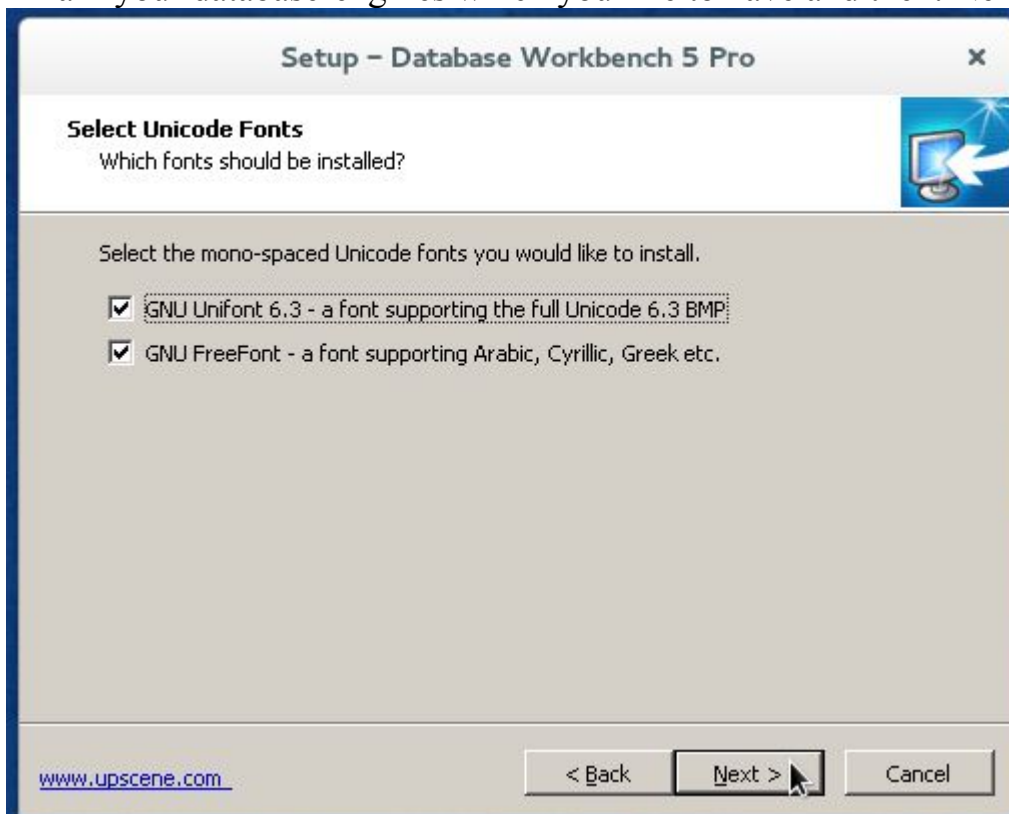 Setup – Database Workbench 5 Pro
Select Unicode Fonts
Which fonts should be installed?
Select the mono-spaced Unicode fonts you would like to install.
GNU Unifont 6.3 - a font supporting the full Unicode 6.3 BMP
GNU FreeFont - a font supporting Arabic, Cyrillic, Greek etc.
www.upscene.com
< Back Next > Cancel